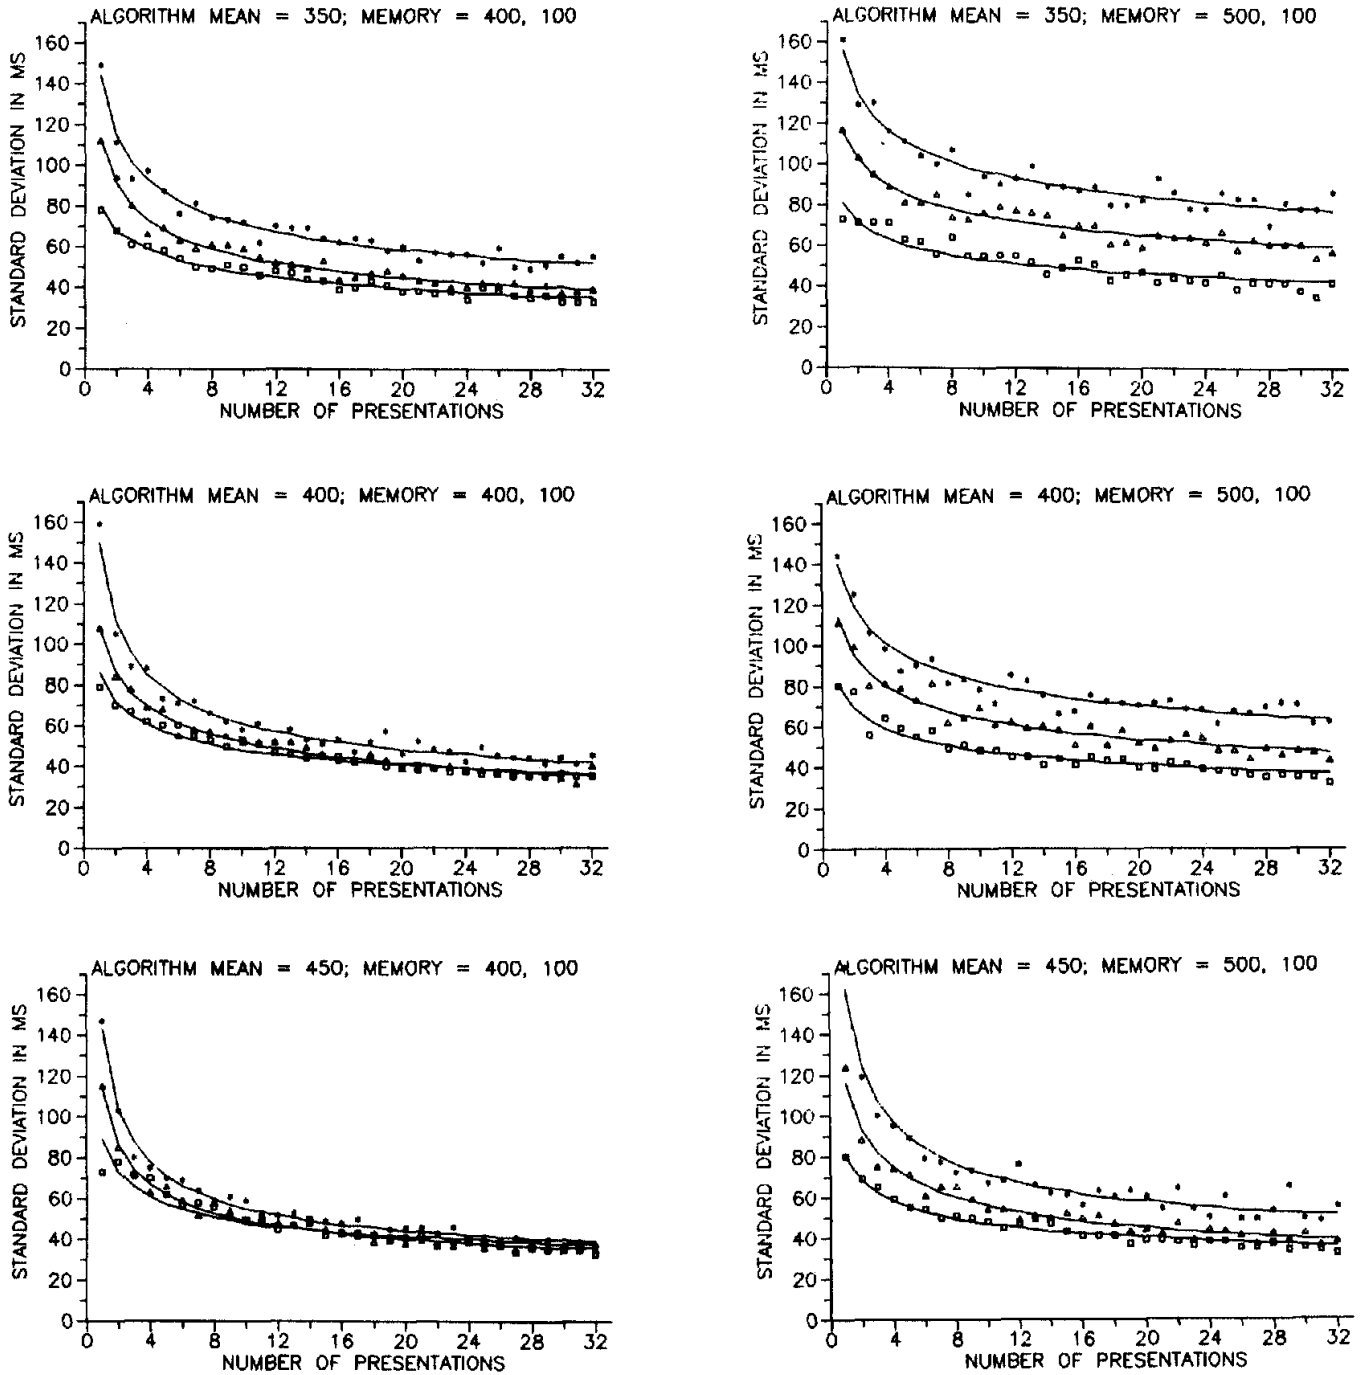 ALGORITHM MEAN = 350; MEMORY = 400, 100
STANDARD DEVIATION IN MS
160
140
120
100
80
60
40
20
0
0 4 8 12 16 20 24 28 32
NUMBER OF PRESENTATIONS
ALGORITHM MEAN = 350; MEMORY = 500, 100
STANDARD DEVIATION IN MS
160
140
120
100
80
60
40
20
0
0 4 8 12 16 20 24 28 32
NUMBER OF PRESENTATIONS
ALGORITHM MEAN = 400; MEMORY = 400, 100
STANDARD DEVIATION IN MS
160
140
120
100
80
60
40
20
0
0 4 8 12 16 20 24 28 32
NUMBER OF PRESENTATIONS
ALGORITHM MEAN = 400; MEMORY = 500, 100
STANDARD DEVIATION IN MS
160
140
120
100
80
60
40
20
0
0 4 8 12 16 20 24 28 32
NUMBER OF PRESENTATIONS
ALGORITHM MEAN = 450; MEMORY = 400, 100
STANDARD DEVIATION IN MS
160
140
120
100
80
60
40
20
0
0 4 8 12 16 20 24 28 32
NUMBER OF PRESENTATIONS
ALGORITHM MEAN = 450; MEMORY = 500, 100
STANDARD DEVIATION IN MS
160
140
120
100
80
60
40
20
0
0 4 8 12 16 20 24 28 32
NUMBER OF PRESENTATIONS